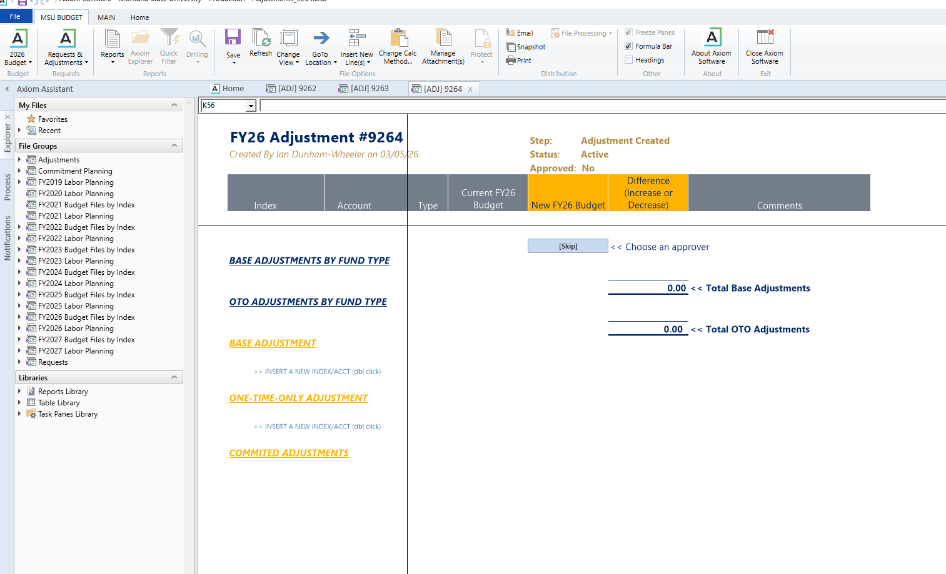 File MSU BUDGET MAIN Home
2026 Budget
Requests & Adjustments
Reports
Axiom Explorer
Quick Filter
Drilling
Save
Refresh
Change View
GoTo Location
Insert New Line(s)
Change Calc Method...
Manage Attachment(s)
Protect
Email
Snapshot
Print
File Processing
Freeze Panes
Formula Bar
Headings
About Axiom Software
Close Axiom Software
Budget Requests Reports File Options Distribution Other About Exit
Axiom Assistant
Home [ADJ] 9262 [ADJ] 9263 [ADJ] 9264 X
Explorer
Process
Notifications
My Files
Favorites
Recent
File Groups
Adjustments
Commitment Planning
FY2019 Labor Planning
FY2020 Labor Planning
FY2021 Budget Files by Index
FY2021 Labor Planning
FY2022 Budget Files by Index
FY2022 Labor Planning
FY2023 Budget Files by Index
FY2023 Labor Planning
FY2024 Budget Files by Index
FY2024 Labor Planning
FY2025 Budget Files by Index
FY2025 Labor Planning
FY2026 Budget Files by Index
FY2026 Labor Planning
FY2027 Budget Files by Index
FY2027 Labor Planning
Requests
Libraries
Reports Library
Table Library
Task Panes Library
K56
FY26 Adjustment #9264
Created By Ian Dunham-Wheeler on 03/05/26
Step: Adjustment Created
Status: Active
Approved: No
Index Account Type Current FY26 Budget New FY26 Budget Difference (Increase or Decrease) Comments
[Skip] << Choose an approver
BASE ADJUSTMENTS BY FUND TYPE
0.00 << Total Base Adjustments
OTO ADJUSTMENTS BY FUND TYPE
0.00 << Total OTO Adjustments
BASE ADJUSTMENT
>> INSERT A NEW INDEX/ACCT (dbl click)
ONE-TIME-ONLY ADJUSTMENT
>> INSERT A NEW INDEX/ACCT (dbl click)
COMMITED ADJUSTMENTS